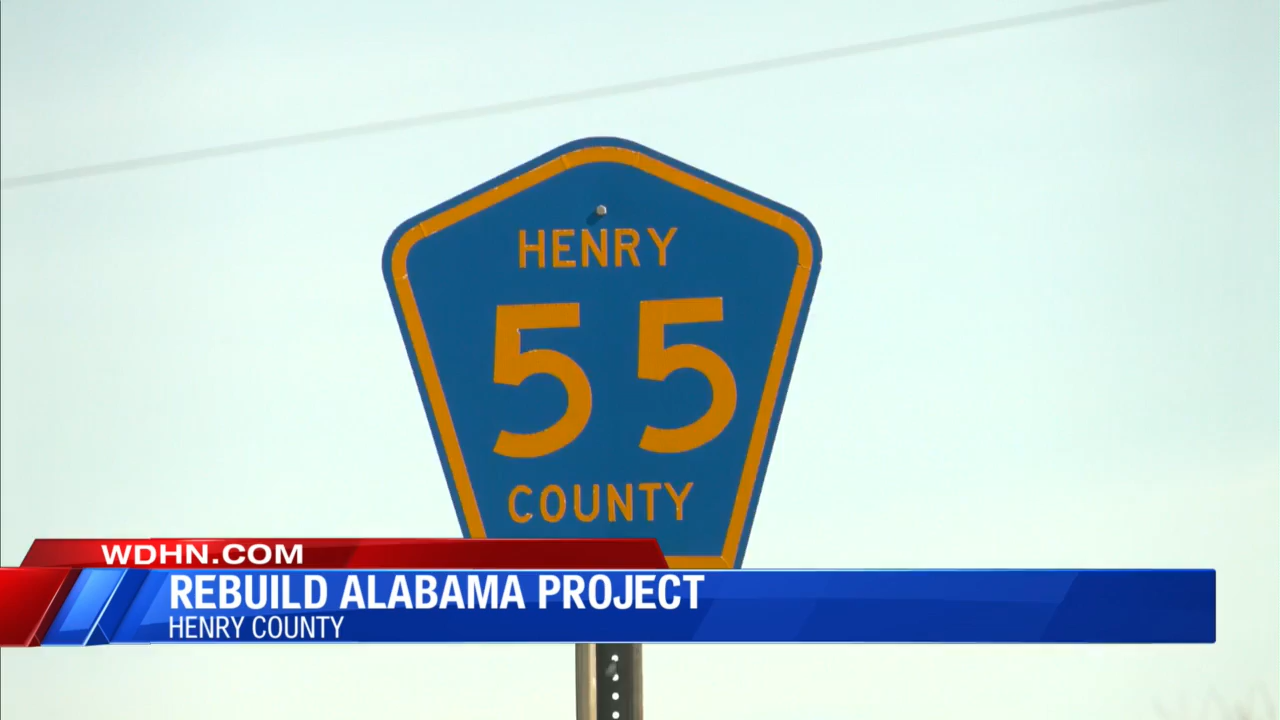 HENRY
55
COUNTY
WDHN.COM
REBUILD ALABAMA PROJECT
HENRY COUNTY